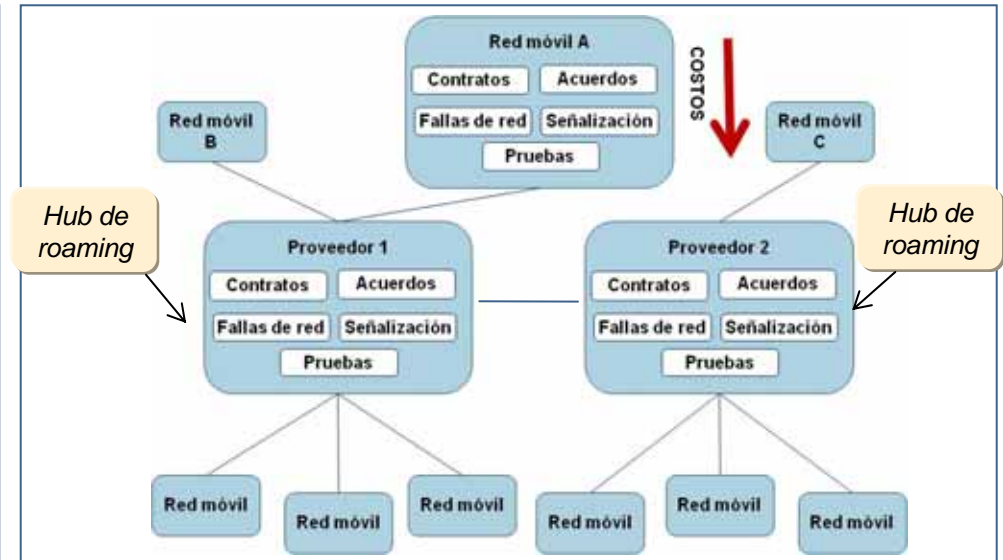 Red móvil A
Contratos
Acuerdos
Fallas de red
Señalización
Pruebas
COSTOS
Red móvil
B
Red móvil
C
Hub de
roaming
Hub de
roaming
Proveedor 1
Contratos
Acuerdos
Fallas de red
Señalización
Pruebas
Proveedor 2
Contratos
Acuerdos
Fallas de red
Señalización
Pruebas
Red móvil
Red móvil
Red móvil
Red móvil
Red móvil
Red móvil